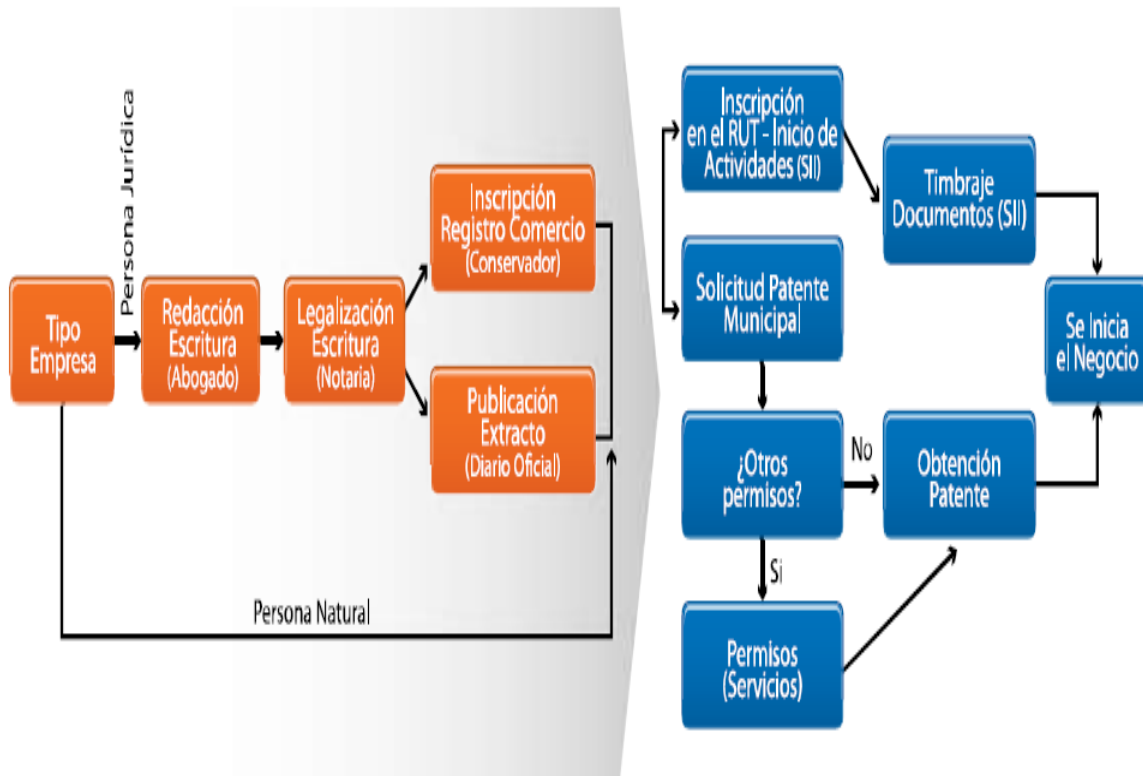 Persona Jurídica
Tipo
Empresa
Redacción
Escritura
(Abogado)
Legalización
Escritura
(Notaria)
Inscripción
Registro Comercio
(Conservador)
Publicación
Extracto
(Diario Oficial)
Persona Natural
Inscripción
en el RUT - Inicio de
Actividades (SII)
Timbraje
Documentos (SII)
Solicitud Patente
Municipal
Se Inicia
el Negocio
¿Otros
permisos?
No
Obtención
Patente
Si
Permisos
(Servicios)